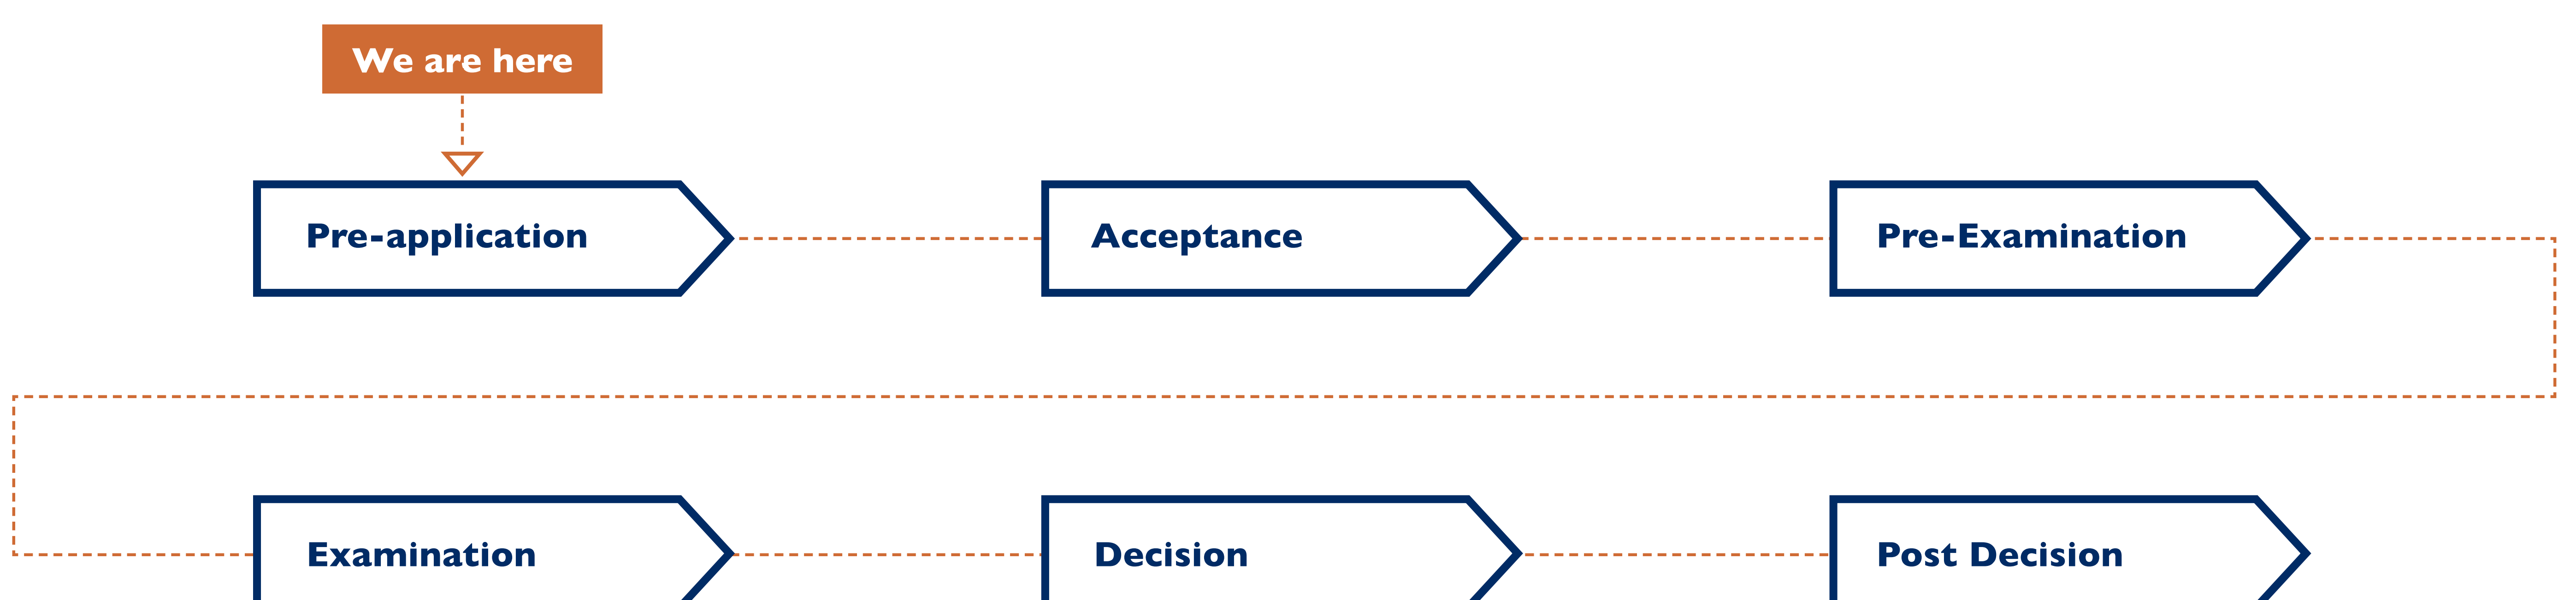 We are here
Pre-application
Acceptance
Pre-Examination
Examination
Decision
Post Decision